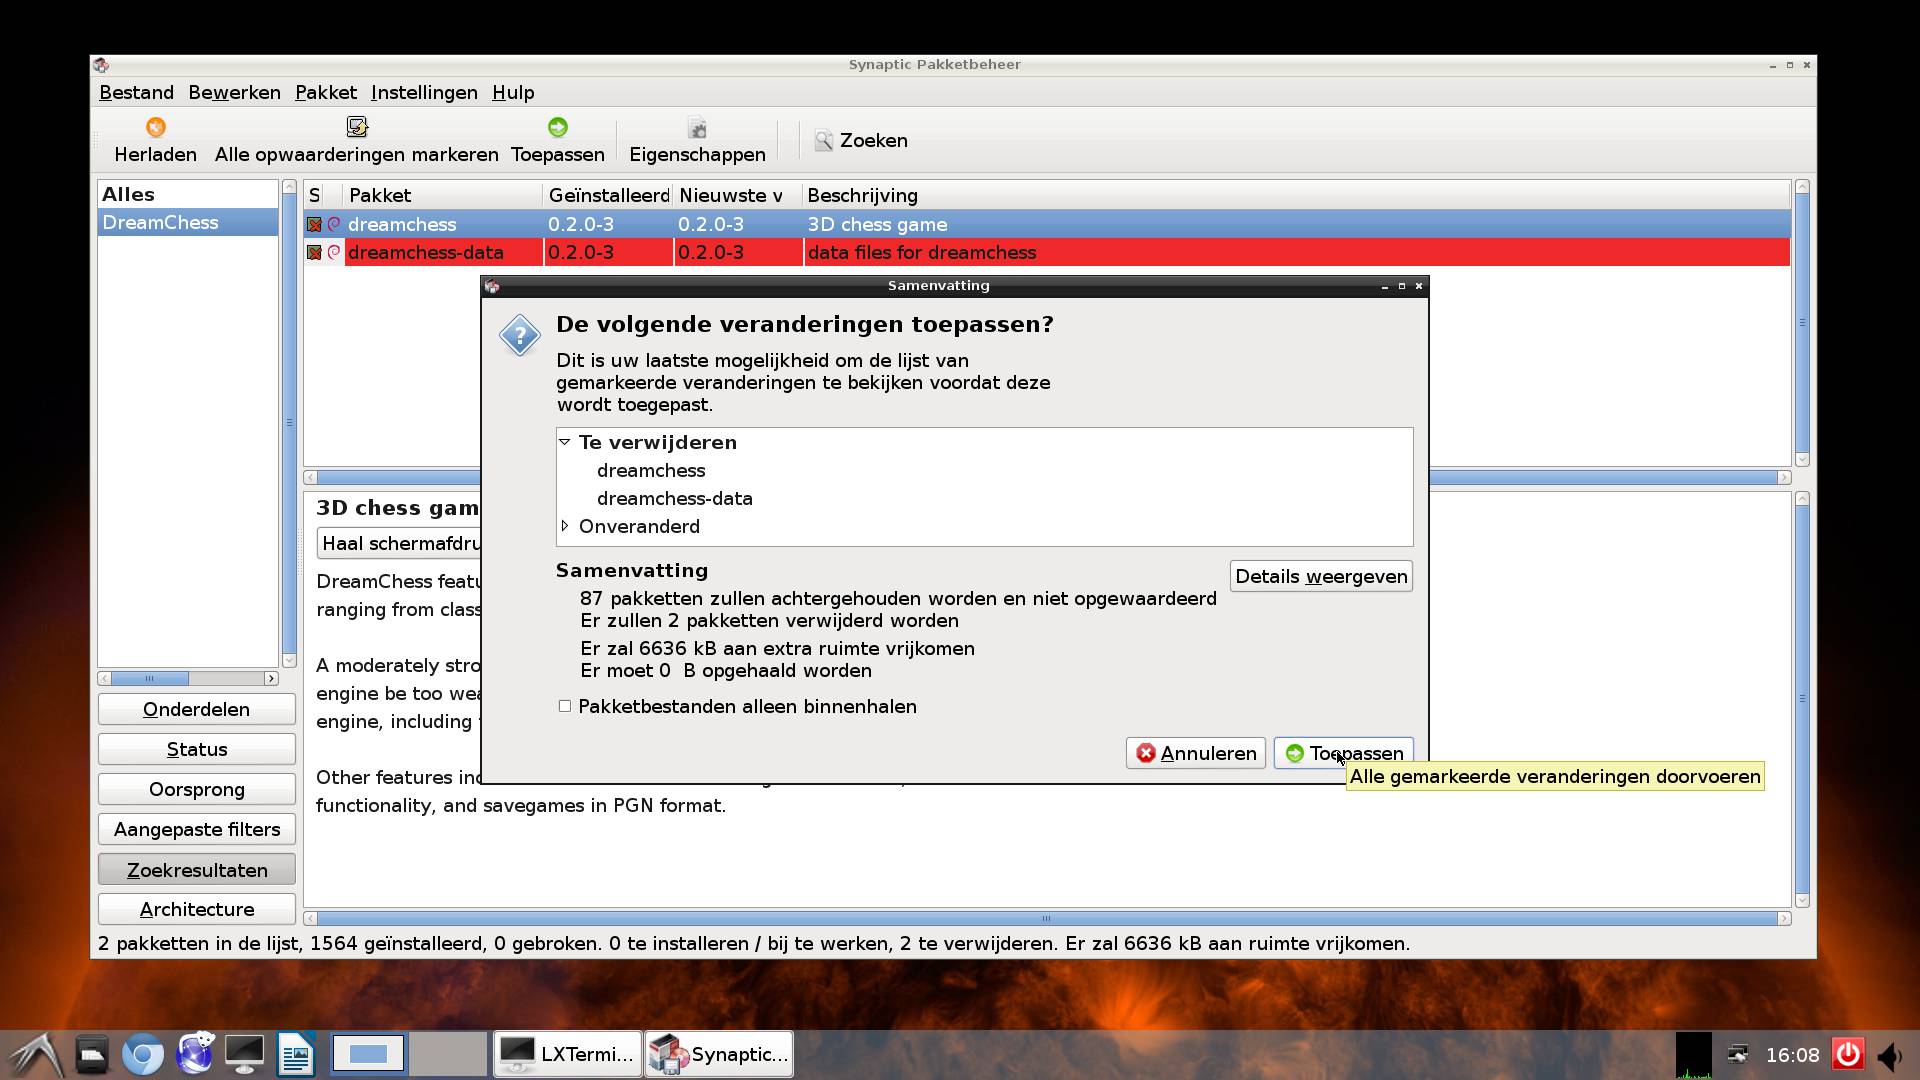 Synaptic Pakketbeheer
Bestand Bewerken Pakket Instellingen Hulp
Herladen Alle opwaarderingen markeren Toepassen Eigenschappen Zoeken
Alles
DreamChess
S Pakket Geïnstalleerd Nieuwste v Beschrijving
dreamchess 0.2.0-3 0.2.0-3 3D chess game
dreamchess-data 0.2.0-3 0.2.0-3 data files for dreamchess
Samenvatting
De volgende veranderingen toepassen?
Dit is uw laatste mogelijkheid om de lijst van
gemarkeerde veranderingen te bekijken voordat deze
wordt toegepast.
Te verwijderen
dreamchess
dreamchess-data
Onveranderd
Samenvatting
Details weergeven
87 pakketten zullen achtergehouden worden en niet opgewaardeerd
Er zullen 2 pakketten verwijderd worden
Er zal 6636 kB aan extra ruimte vrijkomen
Er moet 0 B opgehaald worden
Pakketbestanden alleen binnenhalen
Annuleren Toepassen
Alle gemarkeerde veranderingen doorvoeren
3D chess gam
Haal schermafdru
DreamChess featu
ranging from class
A moderately stro
engine be too wea
engine, including
Other features inc
functionality, and savegames in PGN format.
Onderdelen
Status
Oorsprong
Aangepaste filters
Zoekresultaten
Architecture
2 pakketten in de lijst, 1564 geïnstalleerd, 0 gebroken. 0 te installeren / bij te werken, 2 te verwijderen. Er zal 6636 kB aan ruimte vrijkomen.
LXTermi... Synaptic... 16:08